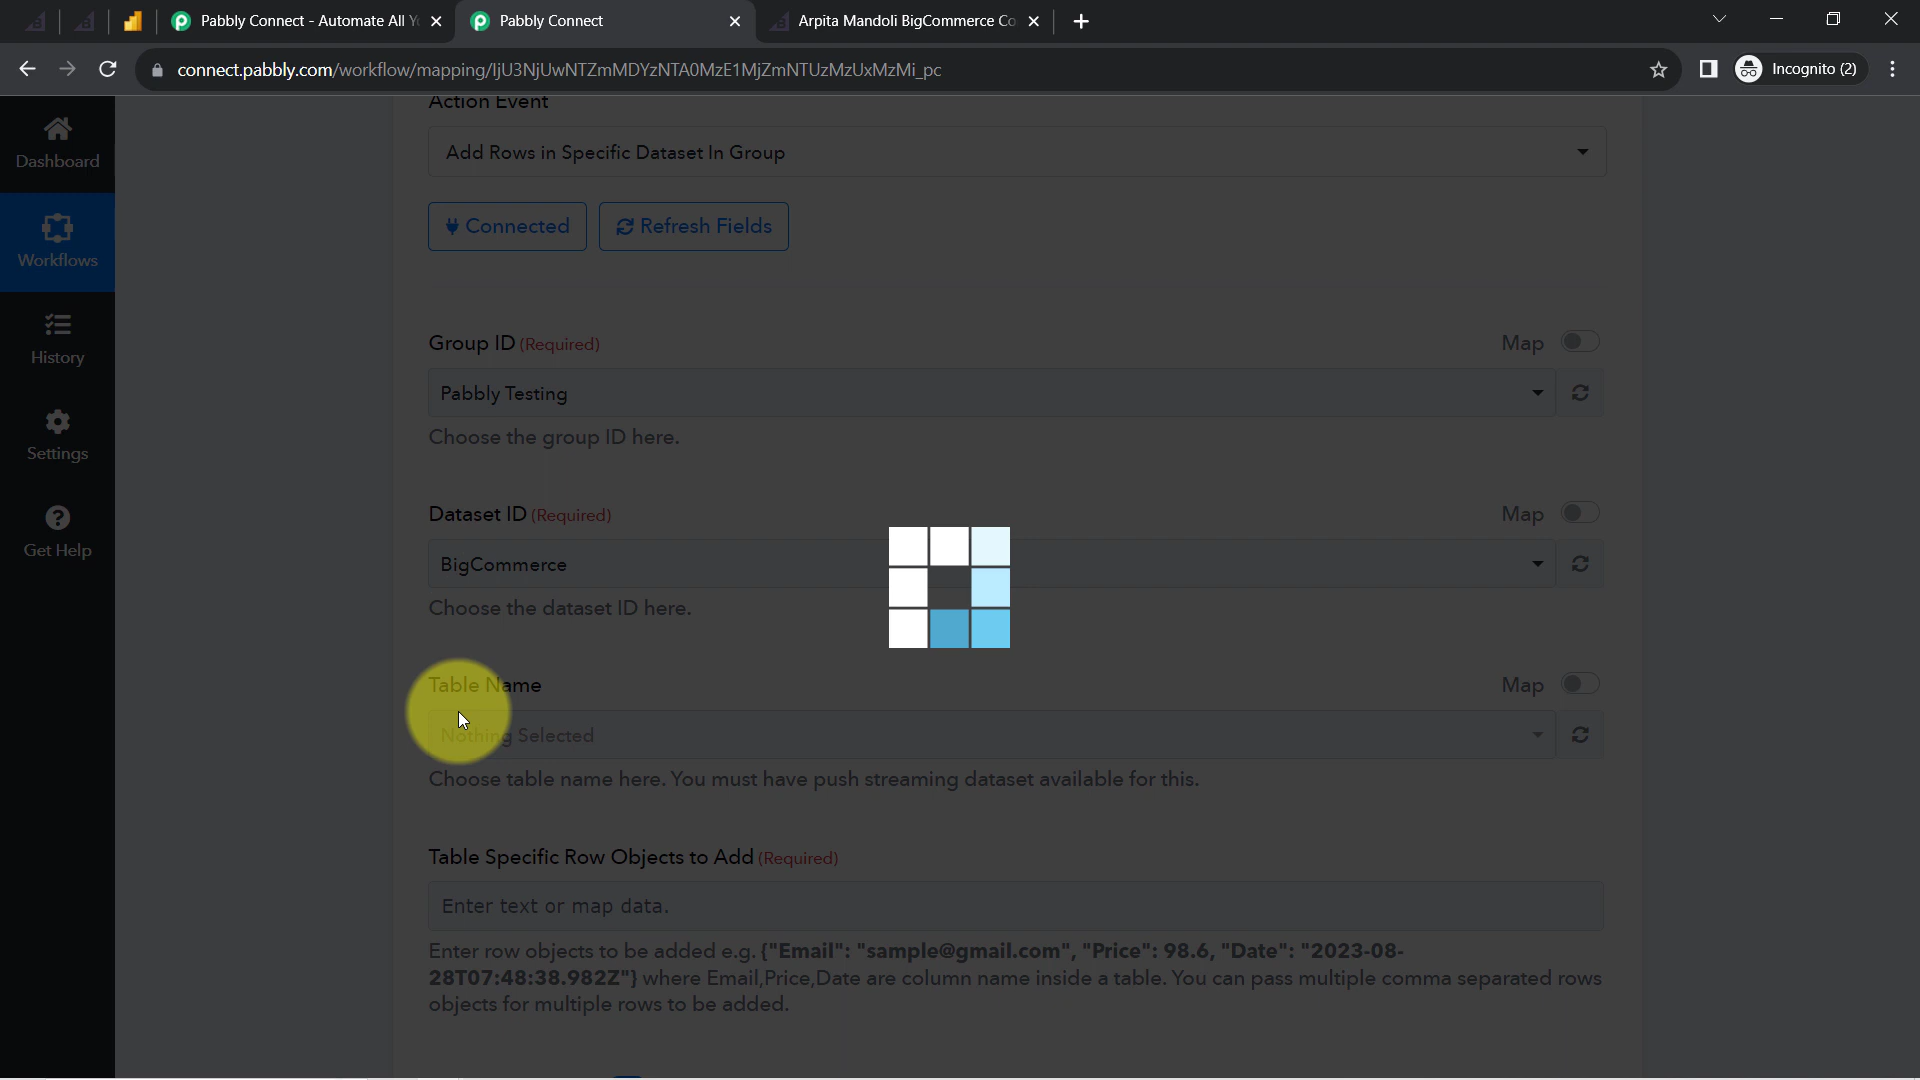 Pabbly Connect - Automate All Y
Pabbly Connect
Arpita Mandoli BigCommerce Co
connect.pabbly.com/workflow/mapping/IjU3NjUwNTZmMDYzNTA0MzE1MjZmNTUzMzUxMzMi_pc
Incognito (2)
Dashboard
Workflows
History
Settings
Get Help
Action Event
Add Rows in Specific Dataset In Group
Connected
Refresh Fields
Group ID (Required)
Map
Pabbly Testing
Choose the group ID here.
Dataset ID (Required)
Map
BigCommerce
Choose the dataset ID here.
Table Name
Map
Nothing Selected
Choose table name here. You must have push streaming dataset available for this.
Table Specific Row Objects to Add (Required)
Enter text or map data.
Enter row objects to be added e.g. {"Email": "sample@gmail.com", "Price": 98.6, "Date": "2023-08-
28T07:48:38.982Z"} where Email,Price,Date are column name inside a table. You can pass multiple comma separated rows
objects for multiple rows to be added.